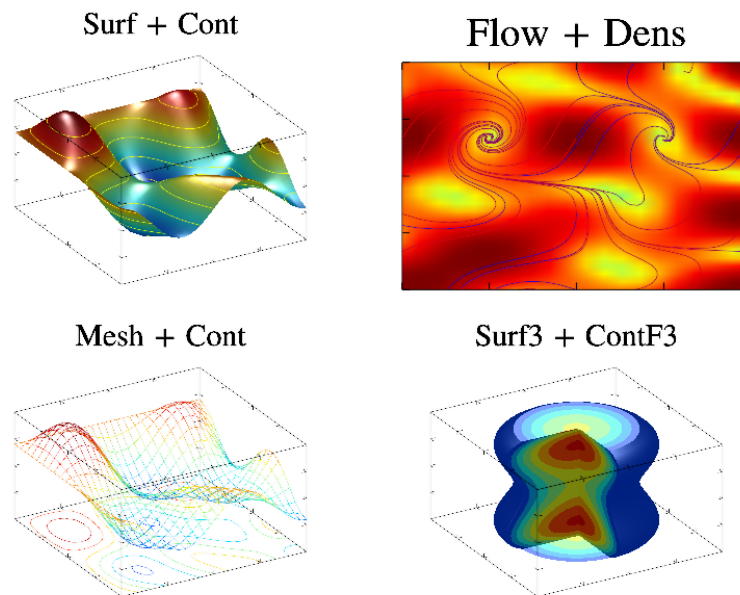 Surf + Cont
Flow + Dens
Mesh + Cont
Surf3 + ContF3